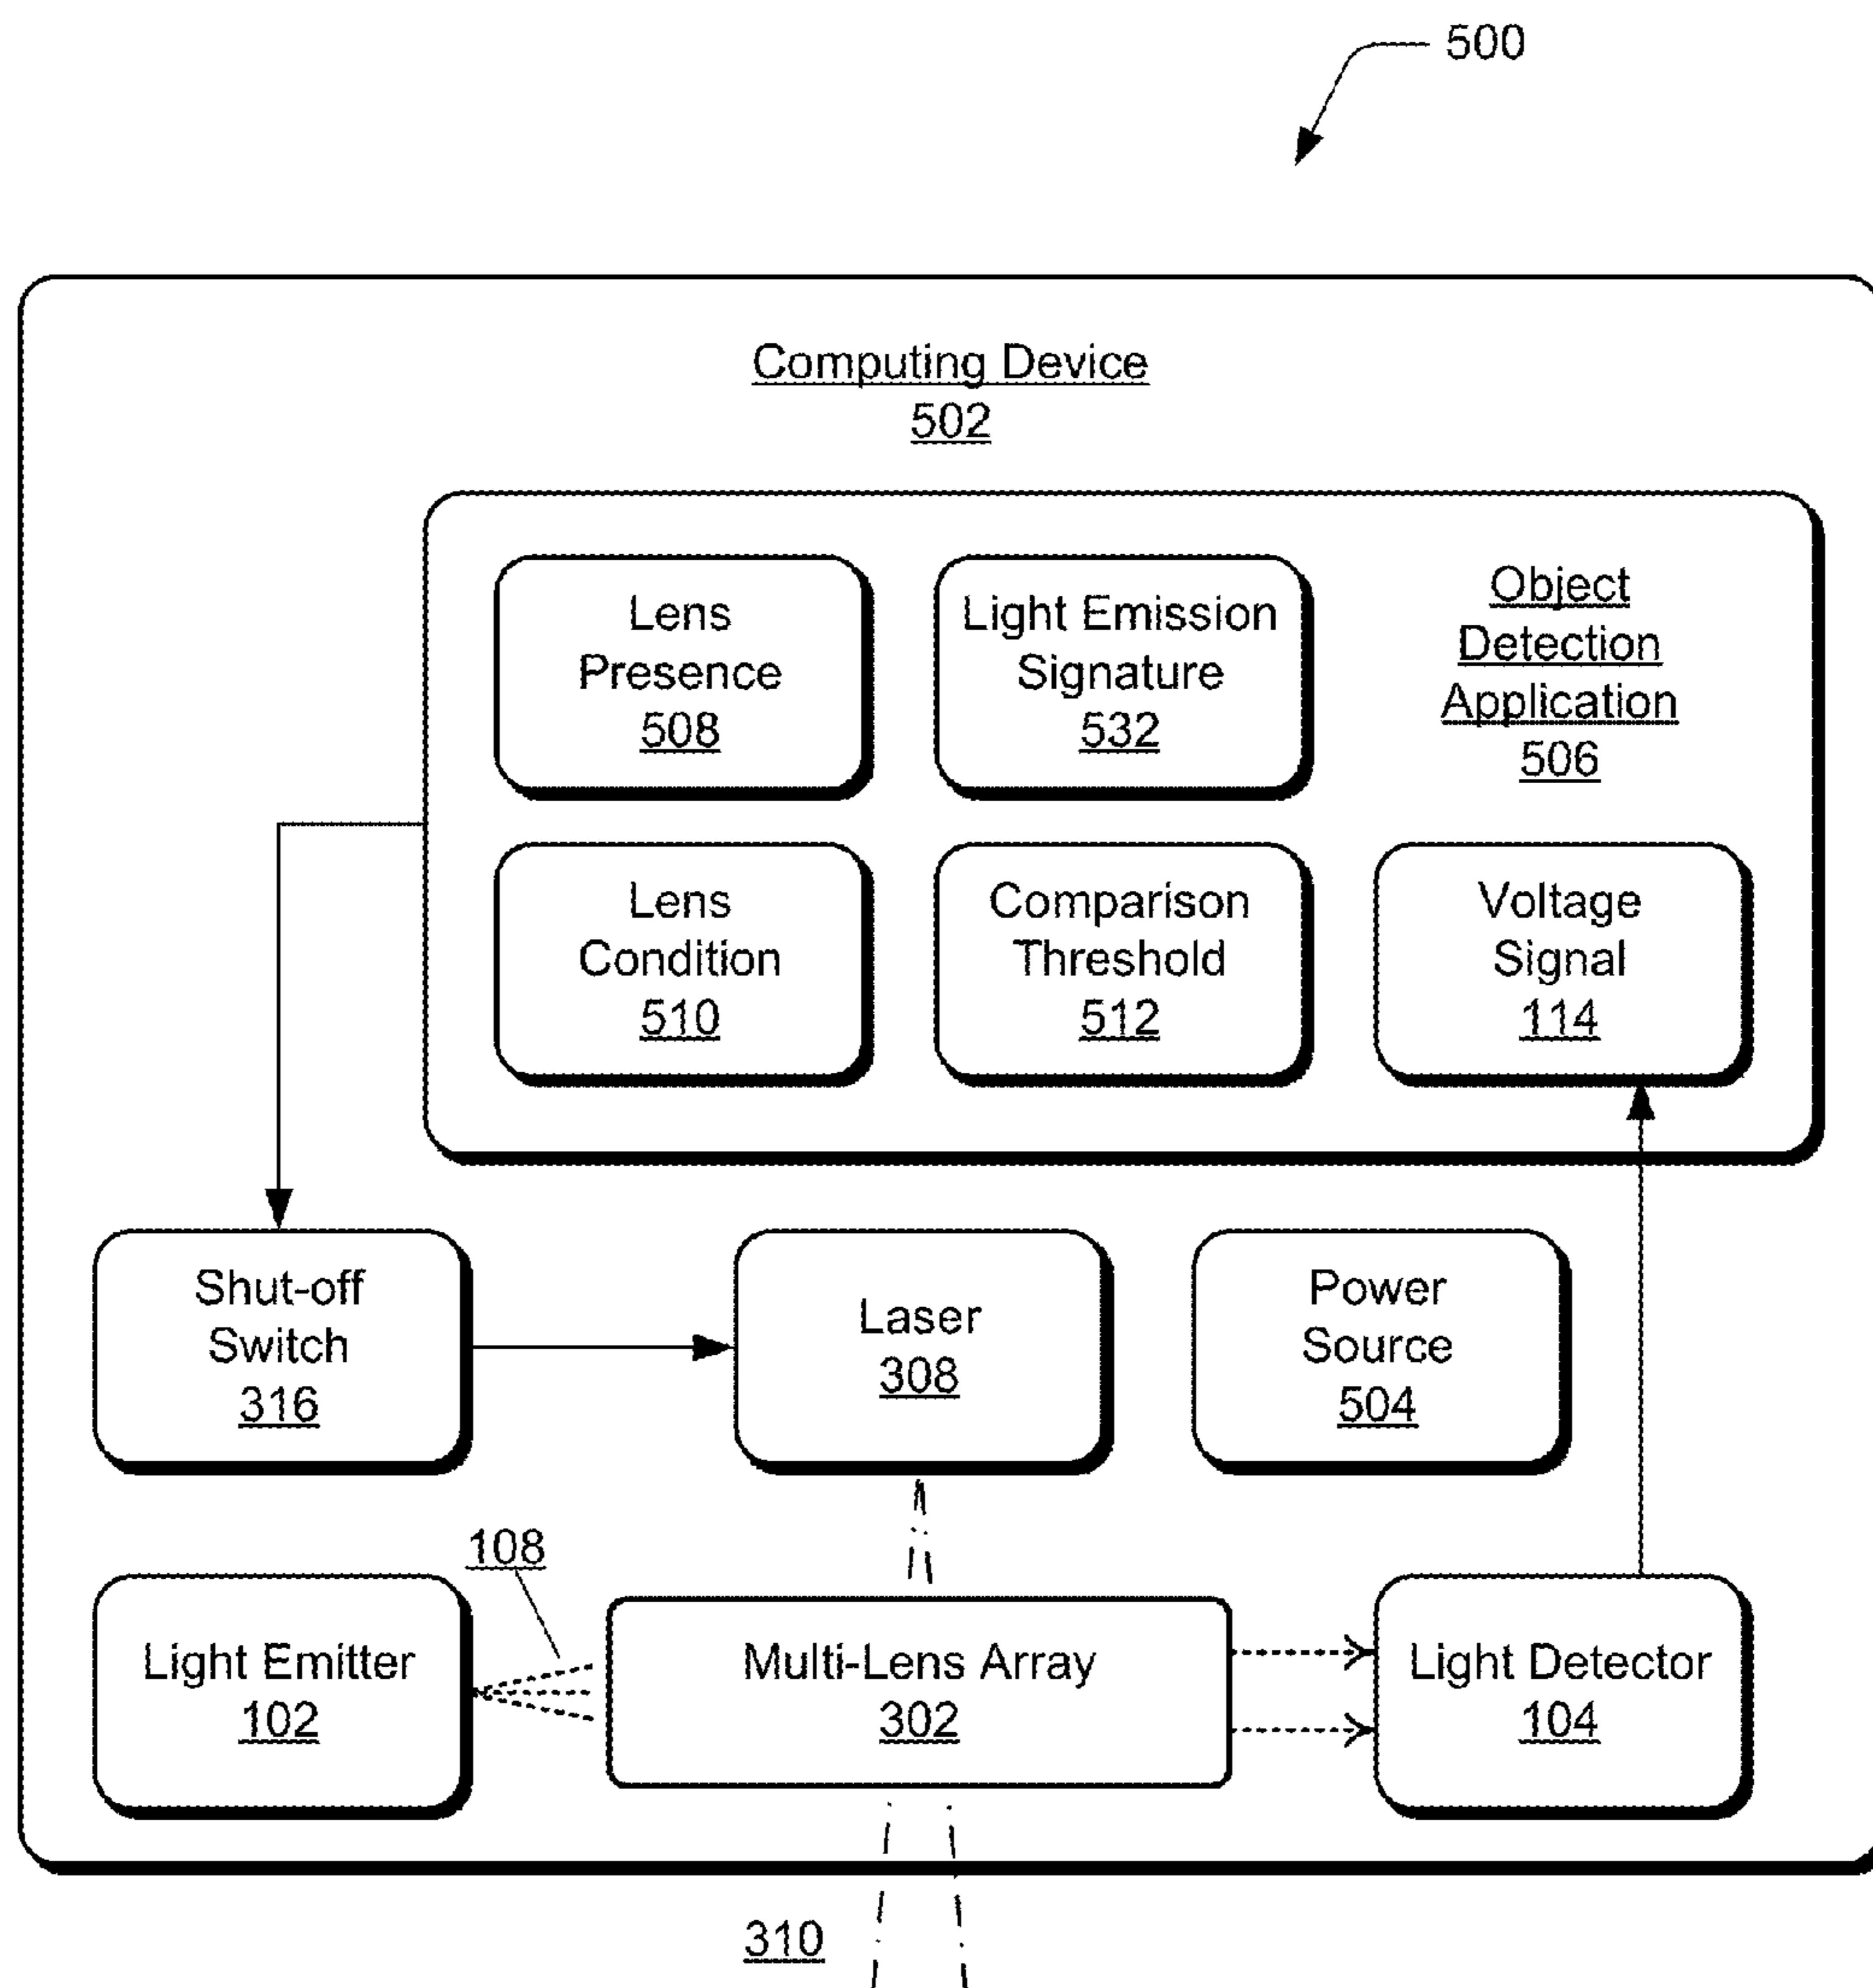 500
Computing Device
502
Lens
Presence
508
Light Emission
Signature
532
Object
Detection
Application
506
Lens
Condition
510
Comparison
Threshold
512
Voltage
Signal
114
Shut-off
Switch
316
Laser
308
Power
Source
504
108
Light Emitter
102
Multi-Lens Array
302
Light Detector
104
310